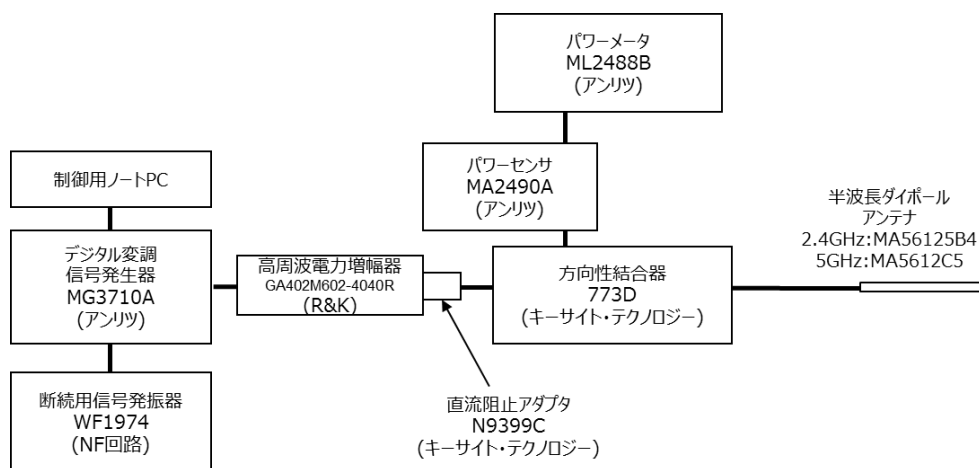 パワーメータ
ML2488B
(アンリツ)
パワーセンサ
MA2490A
(アンリツ)
制御用ノートPC
半波長ダイポール
アンテナ
2.4GHz:MA56125B4
5GHz:MA5612C5
デジタル変調
信号発生器
MG3710A
(アンリツ)
高周波電力増幅器
GA402M602-4040R
(R&K)
方向性結合器
773D
(キーサイト・テクノロジー)
断続用信号発振器
WF1974
(NF回路)
直流阻止アダプタ
N9399C
(キーサイト・テクノロジー)